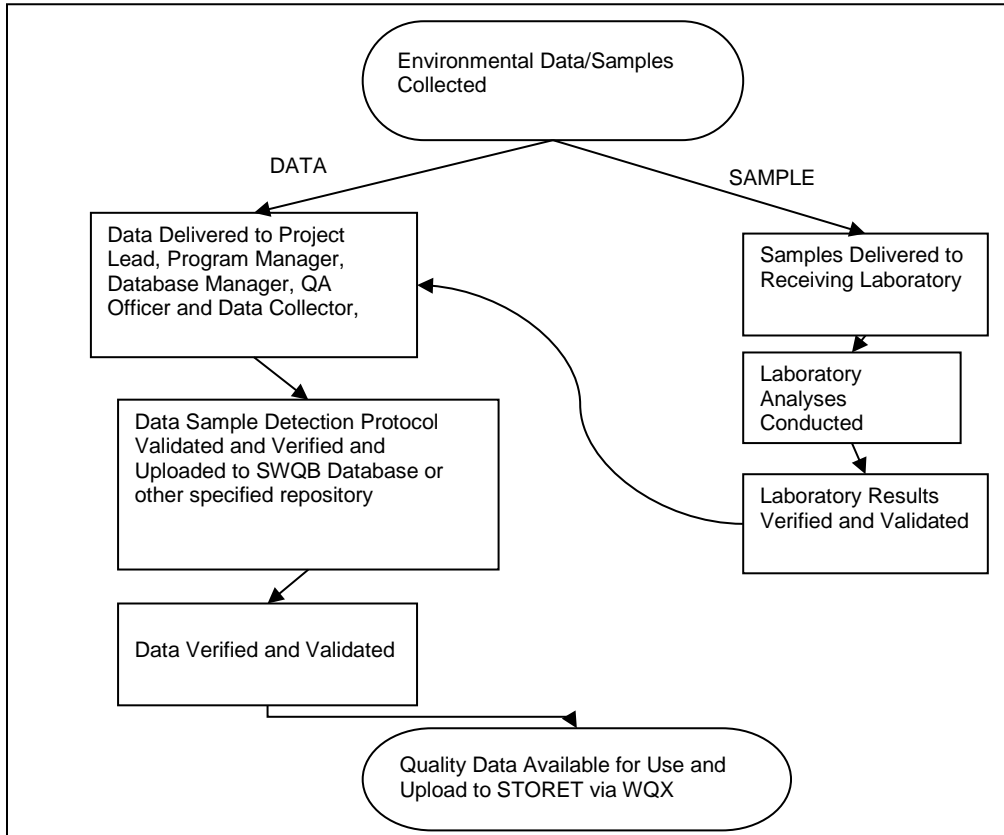 Environmental Data/Samples
Collected
DATA
SAMPLE
Data Delivered to Project
Lead, Program Manager,
Database Manager, QA
Officer and Data Collector,
Samples Delivered to
Receiving Laboratory
Laboratory
Analyses
Conducted
Data Sample Detection Protocol
Validated and Verified and
Uploaded to SWQB Database or
other specified repository
Laboratory Results
Verified and Validated
Data Verified and Validated
Quality Data Available for Use and
Upload to STORET via WQX